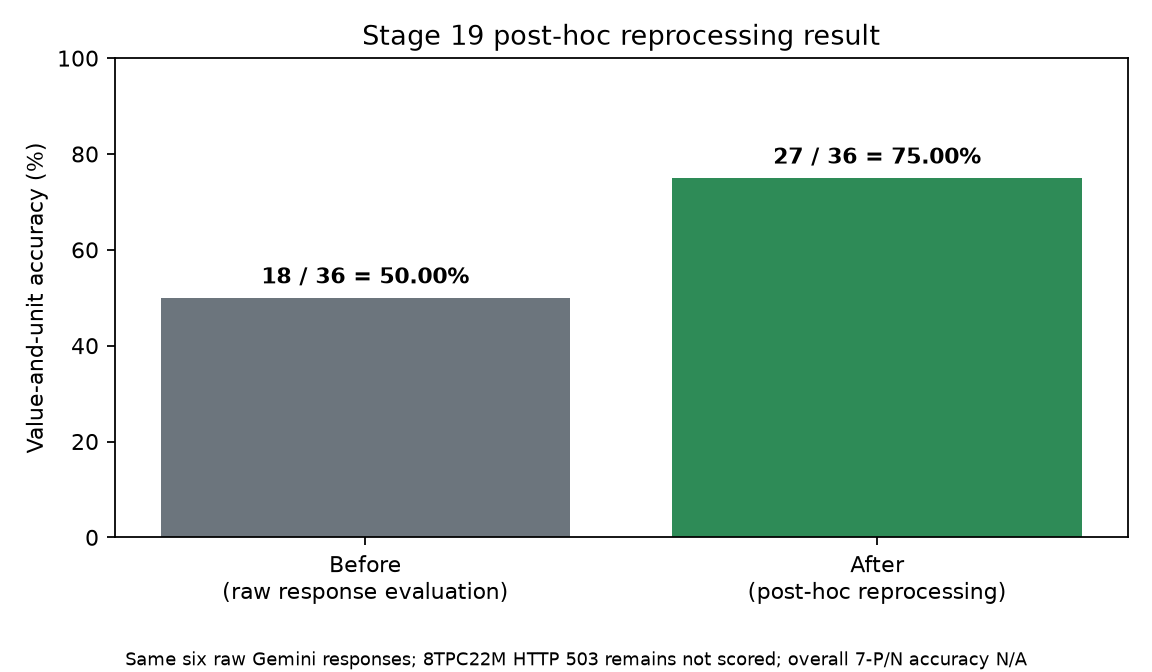 Stage 19 post-hoc reprocessing result
Value-and-unit accuracy (%)
100
80
60
40
20
0
18 / 36 = 50.00%
27 / 36 = 75.00%
Before
(raw response evaluation)
After
(post-hoc reprocessing)
Same six raw Gemini responses; 8TPC22M HTTP 503 remains not scored; overall 7-P/N accuracy N/A